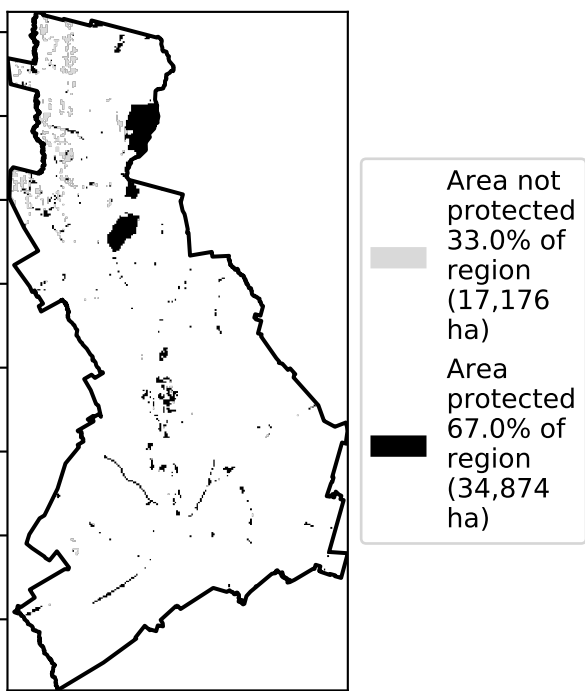 Area not
protected
33.0% of
region
(17,176
ha)
Area
protected
67.0% of
region
(34,874
ha)